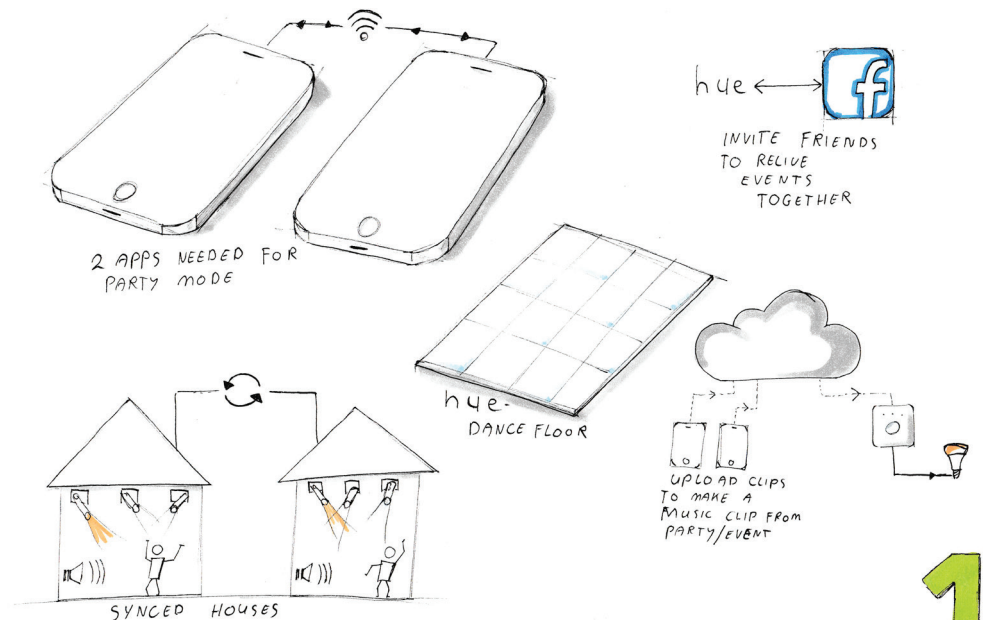 2 APPS NEEDED FOR
PARTY MODE
hue
f
INVITE FRIENDS
TO RELIVE
EVENTS
TOGETHER
hue-
DANCE FLOOR
UPLOAD CLIPS
TO MAKE A
MUSIC CLIP FROM
PARTY/EVENT
SYNCED HOUSES
1